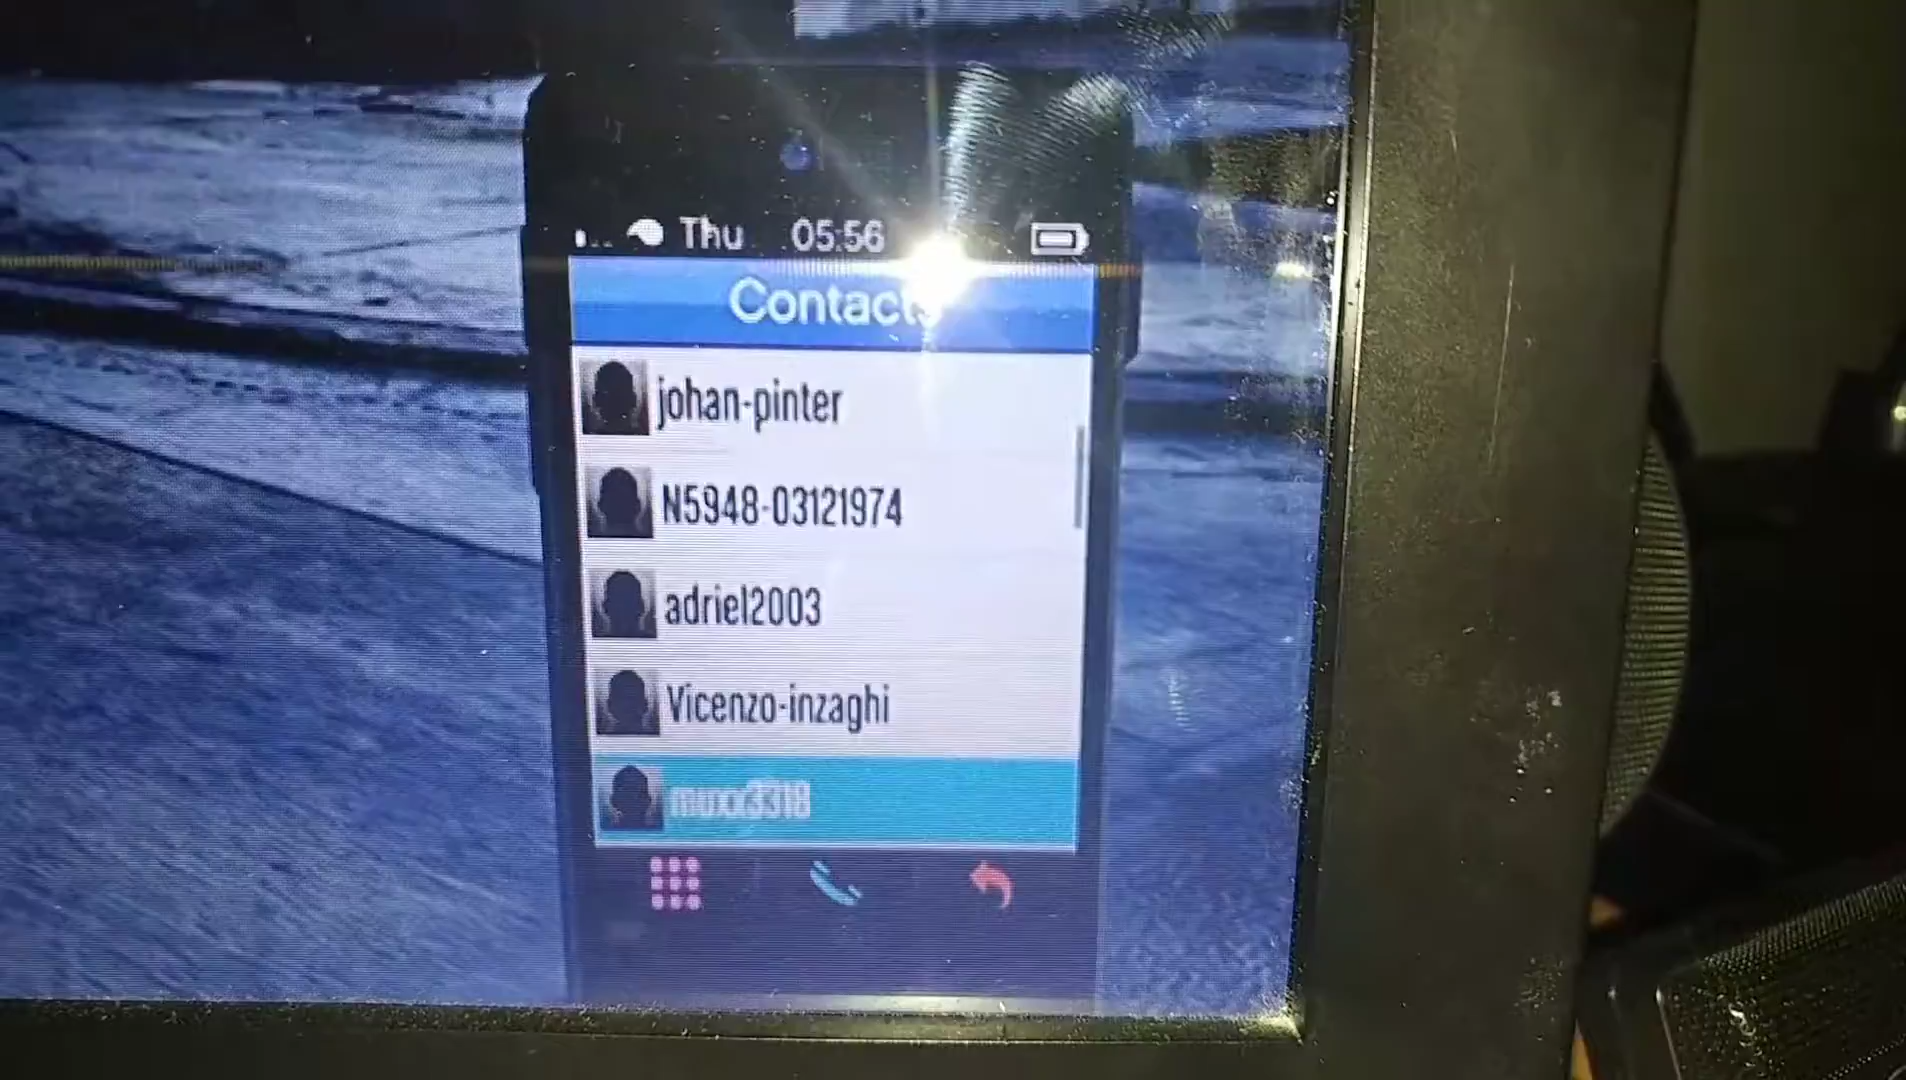 Thu 05:56
Contacts
johan-pinter
N5948-03121974
adriel2003
Vicenzo-inzaghi